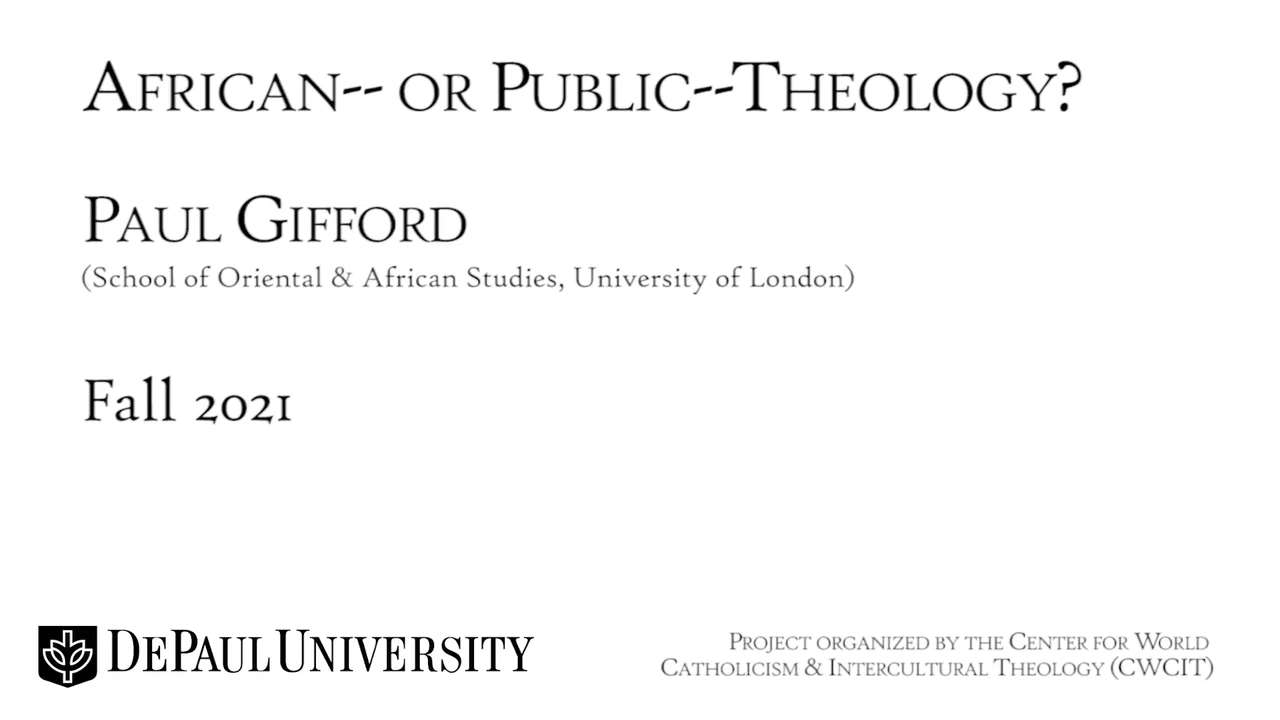 African-- or Public--Theology?
Paul Gifford
(School of Oriental & African Studies, University of London)
Fall 2021
DePaul University
Project organized by the Center for World
Catholicism & Intercultural Theology (CWCIT)